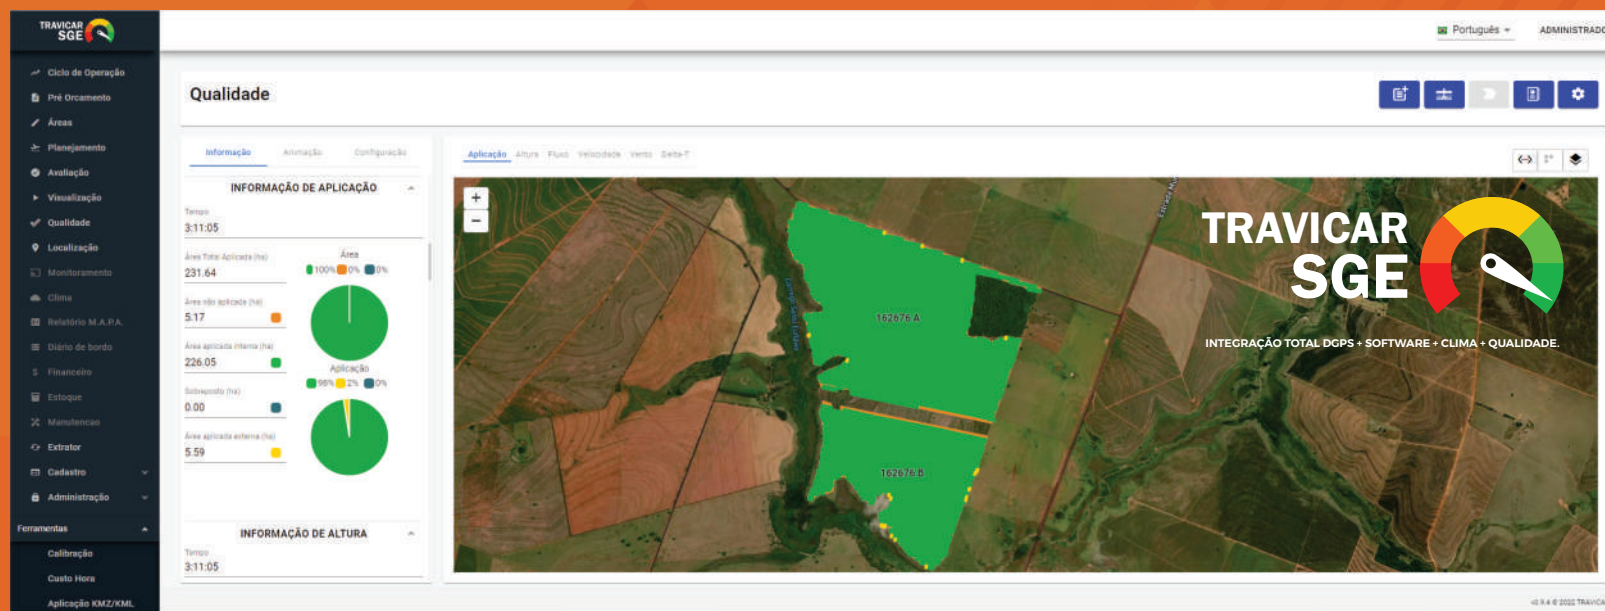 TRAVICAR
SGE
Português
ADMINISTRADO
Ciclo de Operação
Pré Orcamento
Áreas
Planejamento
Avaliação
Visualização
Qualidade
Localização
Monitoramento
Clima
Relatório M.A.P.A.
Diário de bordo
$ Financeiro
Estoque
Manutencao
Extrator
Cadastro
Administração
Ferramentas
Calibração
Custo Hora
Aplicação KMZ/KML
Qualidade
Informação Animação Configuração
INFORMAÇÃO DE APLICAÇÃO
Tempo
3:11:05
Área Total Aplicada (ha)
231.64
Área não aplicada (ha)
5.17
Área aplicada interna (ha)
226.05
Sobreposto (ha)
0.00
Área aplicada externa (ha)
5.59
Área
100% 0% 0%
Aplicação
98% 2% 0%
INFORMAÇÃO DE ALTURA
Tempo
3:11:05
Aplicação Altura Fluxo Velocidade Vento Delta-T
+
−
162676 A
162676 B
TRAVICAR
SGE
INTEGRAÇÃO TOTAL DGPS + SOFTWARE + CLIMA + QUALIDADE.
v2.9.4 © 2022 TRAVICA